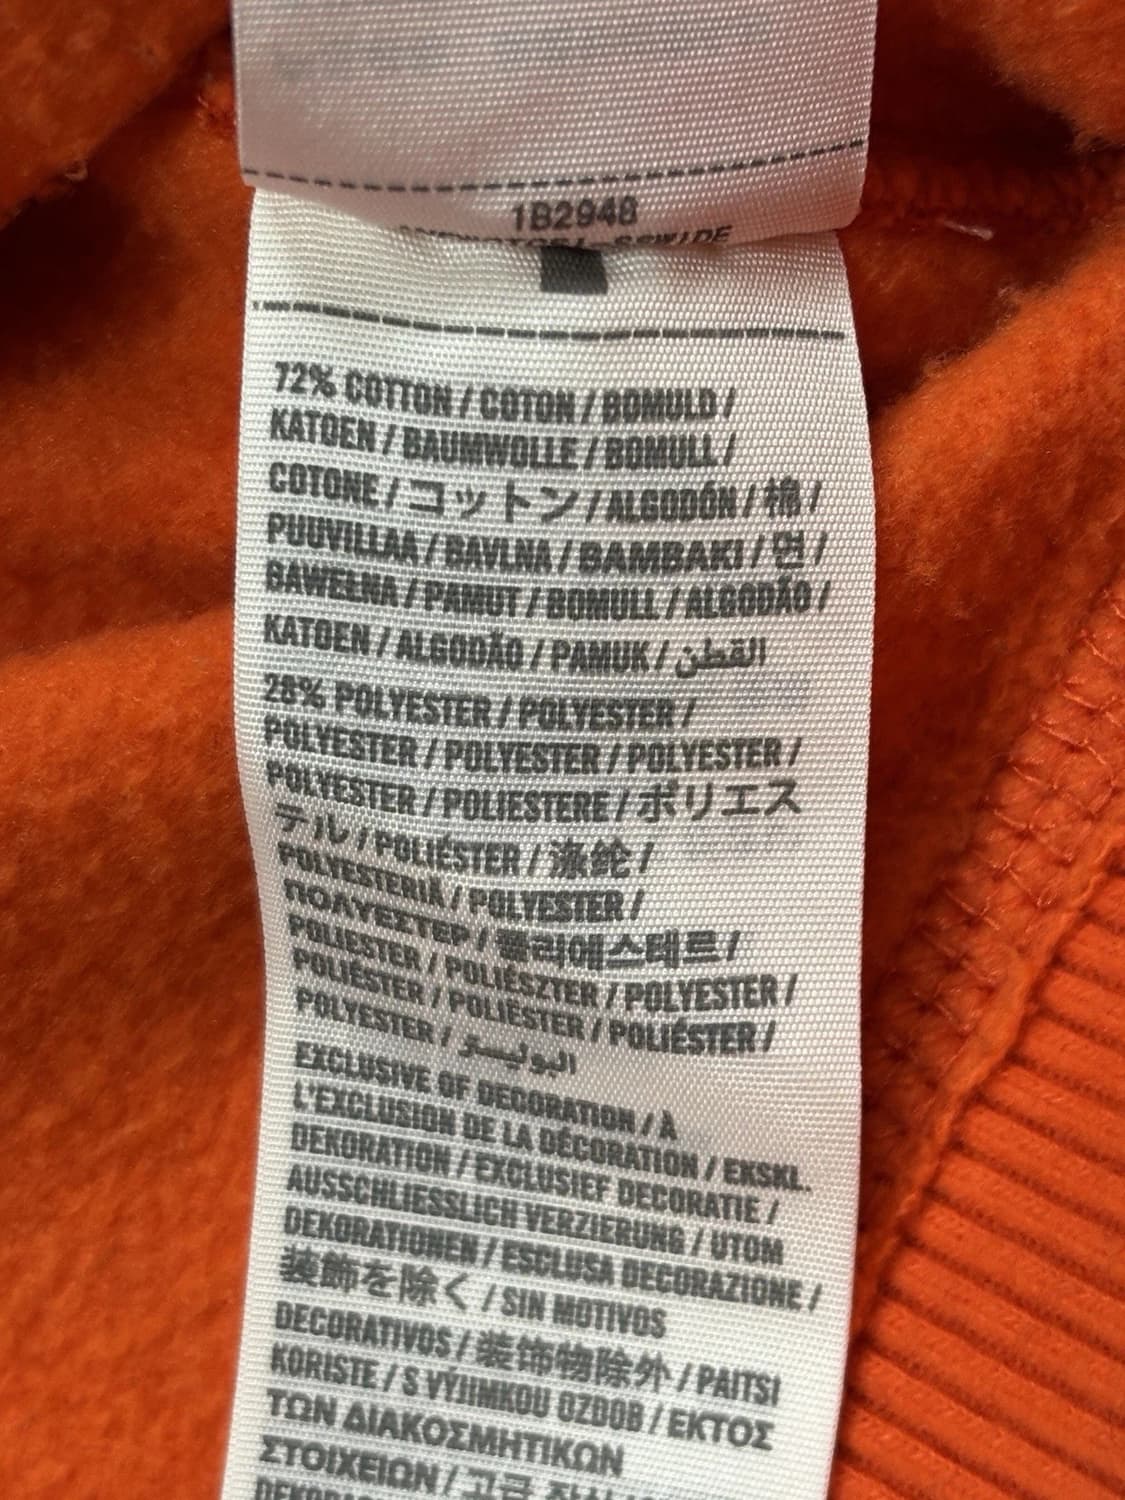 1B2948
72% COTTON / COTON / BOMULD /
KATOEN / BAUMWOLLE / BOMULL /
COTONE / コットン / ALGODÓN / 棉 /
PUUVILLAA / BAVLNA / BAMBAKI / 면 /
BAWEŁNA / PAMUT / BOMULL / ALGODÃO /
KATOEN / ALGODÃO / PAMUK / القطن
28% POLYESTER / POLYESTER /
POLYESTER / POLYESTER / POLYESTER /
POLYESTER / POLIESTERE / ポリエス
テル / POLIÉSTER / 涤纶 /
POLYESTERIÄ / POLYESTER /
ΠΟΛΥΕΣΤΕΡ / 폴리에스테르 /
POLIESTER / POLIÉSZTER / POLYESTER /
POLIÉSTER / POLIËSTER / POLIÉSTER /
POLYESTER / البوليستر
EXCLUSIVE OF DECORATION / À
L'EXCLUSION DE LA DÉCORATION / EKSKL.
DEKORATION / EXCLUSIEF DECORATIE /
AUSSCHLIESSLICH VERZIERUNG / UTOM
DEKORATIONEN / ESCLUSA DECORAZIONE /
装飾を除く / SIN MOTIVOS
DECORATIVOS / 装饰物除外 / PAITSI
KORISTE / S VÝJIMKOU OZDOB / ΕΚΤΟΣ
ΤΩΝ ΔΙΑΚΟΣΜΗΤΙΚΩΝ
ΣΤΟΙΧΕΙΩΝ /